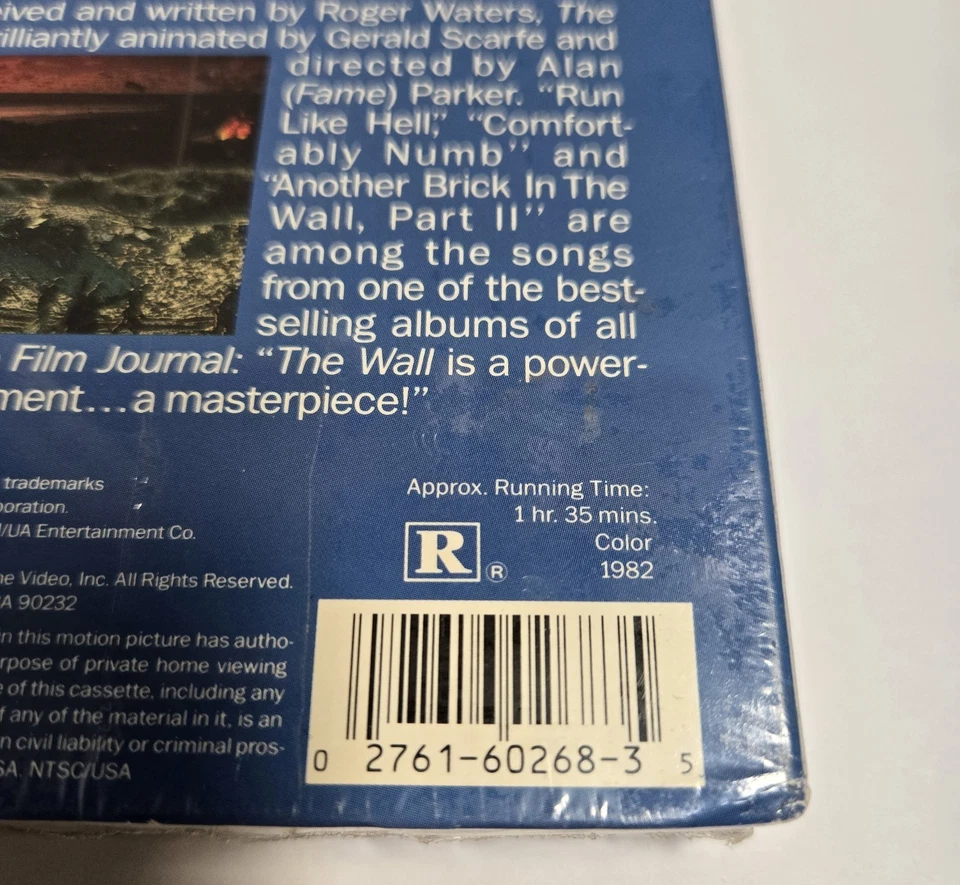 ived and written by Roger Waters, The
rilliantly animated by Gerald Scarfe and
directed by Alan
(Fame) Parker. “Run
Like Hell,” “Comfort-
ably Numb” and
“Another Brick In The
Wall, Part II” are
among the songs
from one of the best-
selling albums of all
Film Journal: “The Wall is a power-
ment...a masterpiece!”
trademarks
poration.
/UA Entertainment Co.
ne Video, Inc. All Rights Reserved.
A 90232
in this motion picture has autho-
rpose of private home viewing
e of this cassette, including any
f any of the material in it, is an
n civil liability or criminal pros-
SA. NTSC/USA
Approx. Running Time:
1 hr. 35 mins.
Color
1982
R ®
0 2761-60268-3 5